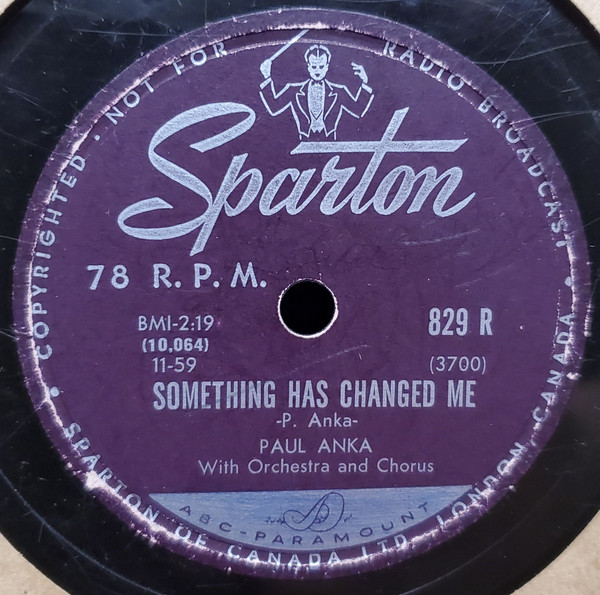 COPYRIGHTED • NOT FOR RADIO BROADCAST
Sparton
78 R.P.M.
BMI-2:19
829 R
(10,064)
11-59
(3700)
SOMETHING HAS CHANGED ME
-P. Anka-
PAUL ANKA
With Orchestra and Chorus
ABC-PARAMOUNT
• SPARTON OF CANADA LTD. LONDON, CANADA •